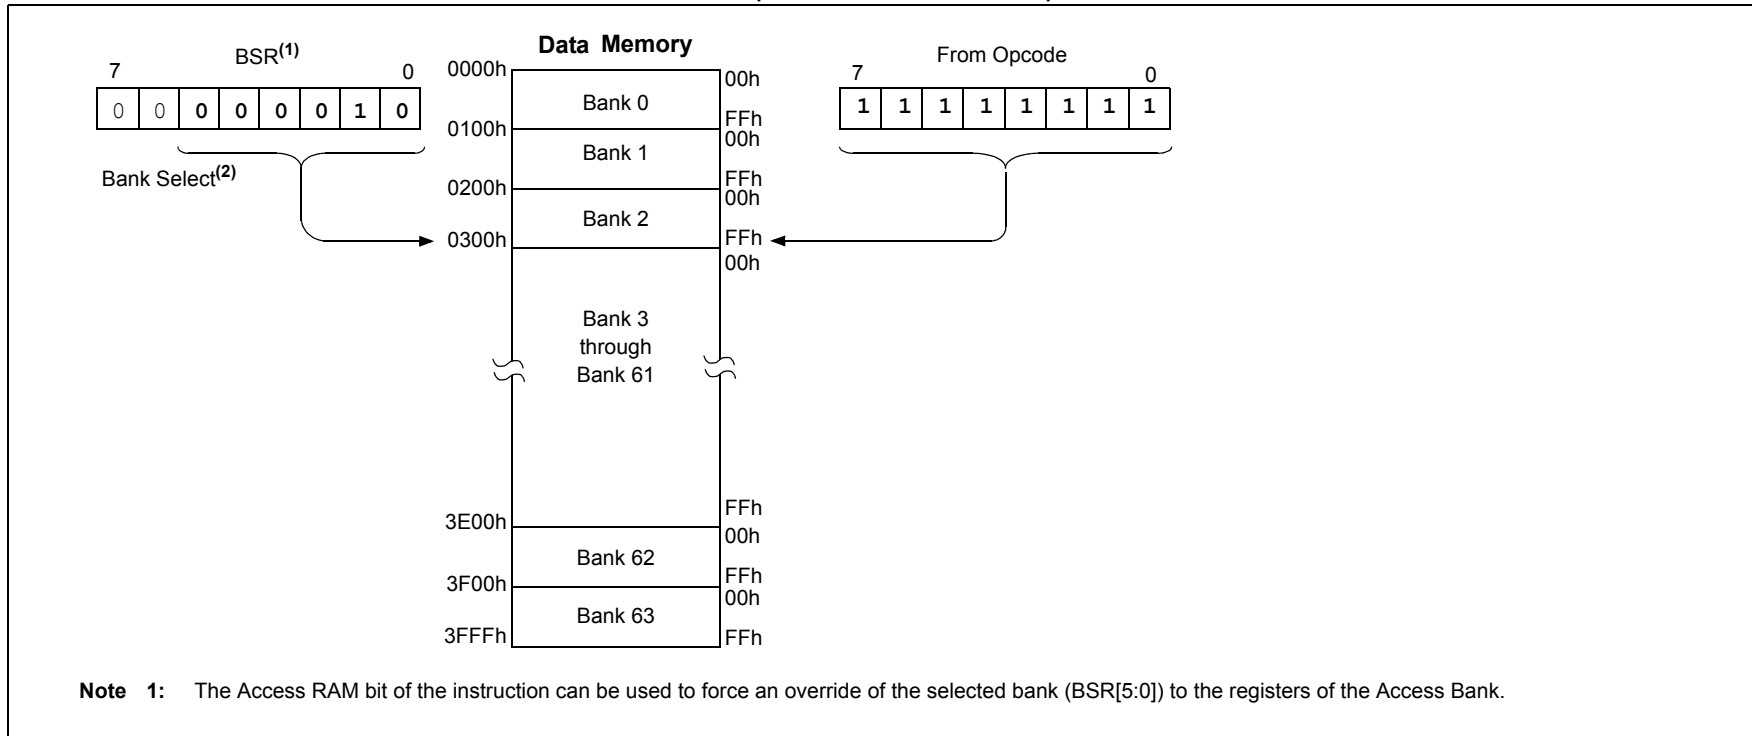 Data Memory
BSR(1)
7 0
0 0 0 0 0 0 1 0
Bank Select(2)
From Opcode
7 0
1 1 1 1 1 1 1 1
0000h
00h
Bank 0
FFh
0100h
00h
Bank 1
FFh
0200h
00h
Bank 2
FFh
0300h
00h
Bank 3
through
Bank 61
FFh
3E00h
00h
Bank 62
FFh
3F00h
00h
Bank 63
3FFFh
FFh
Note 1: The Access RAM bit of the instruction can be used to force an override of the selected bank (BSR[5:0]) to the registers of the Access Bank.